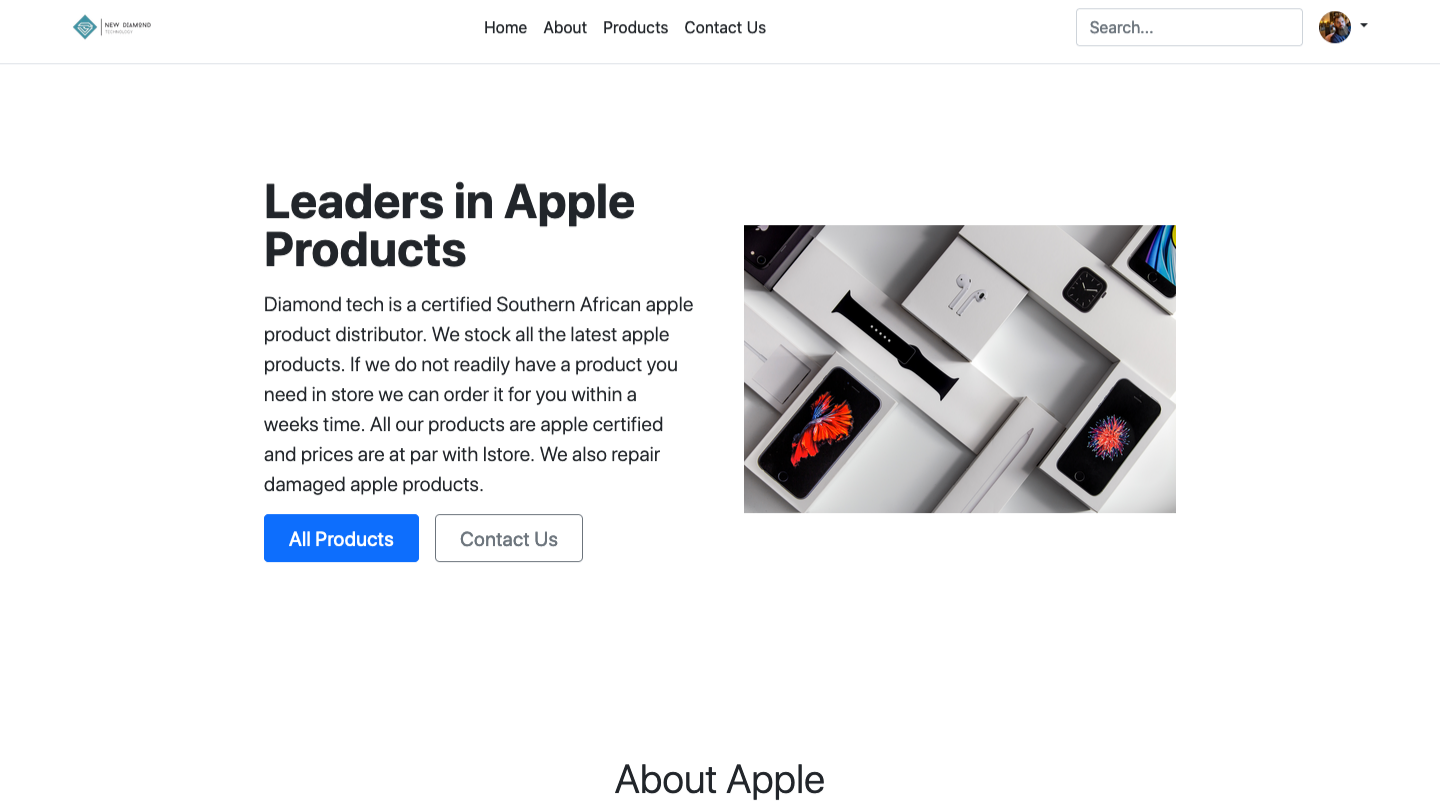 NEW DIAMOND
TECHNOLOGY
Home About Products Contact Us
Search...
Leaders in Apple
Products
Diamond tech is a certified Southern African apple
product distributor. We stock all the latest apple
products. If we do not readily have a product you
need in store we can order it for you within a
weeks time. All our products are apple certified
and prices are at par with Istore. We also repair
damaged apple products.
All Products
Contact Us
About Apple